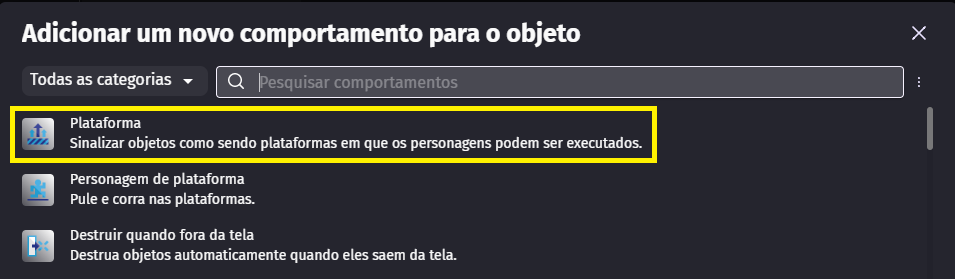 Adicionar um novo comportamento para o objeto
Todas as categorias
Pesquisar comportamentos
Plataforma
Sinalizar objetos como sendo plataformas em que os personagens podem ser executados.
Personagem de plataforma
Pule e corra nas plataformas.
Destruir quando fora da tela
Destrua objetos automaticamente quando eles saem da tela.